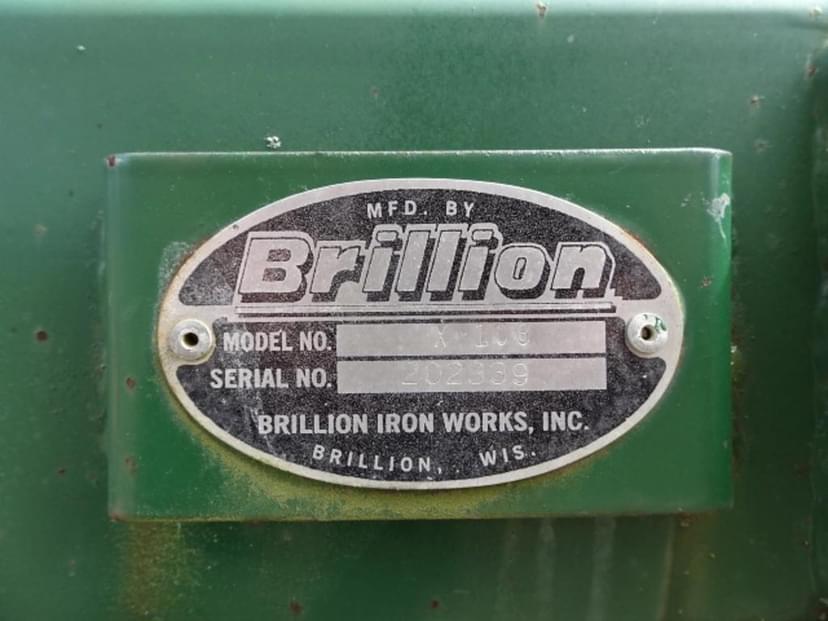 MFD. BY
Brillion
MODEL NO.
SERIAL NO. 202339
BRILLION IRON WORKS, INC.
BRILLION, WIS.